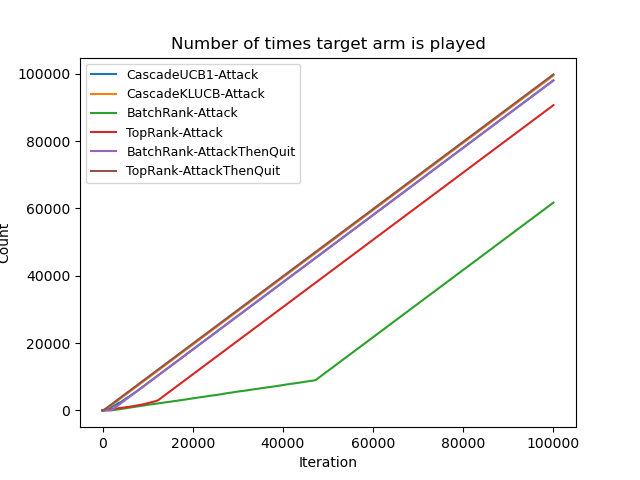 Number of times target arm is played
CascadeUCB1-Attack
CascadeKLUCB-Attack
BatchRank-Attack
TopRank-Attack
BatchRank-AttackThenQuit
TopRank-AttackThenQuit
100000
80000
60000
40000
20000
0
Count
0 20000 40000 60000 80000 100000
Iteration